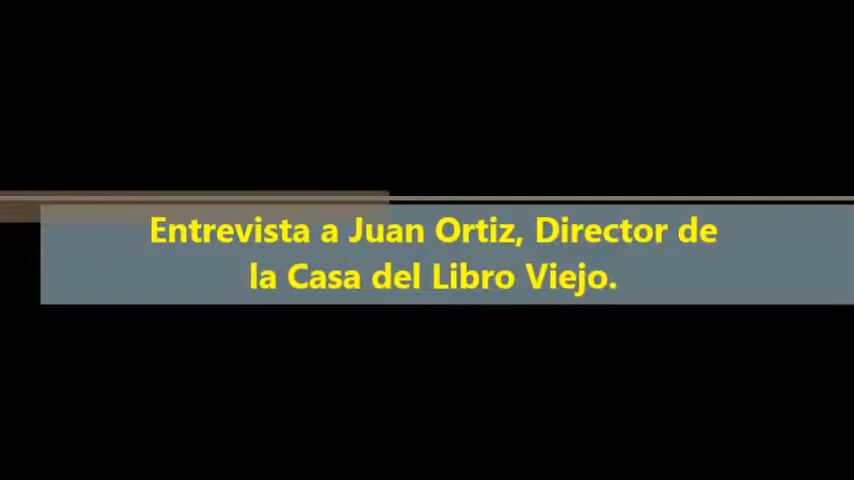 Entrevista a Juan Ortiz, Director de
la Casa del Libro Viejo.